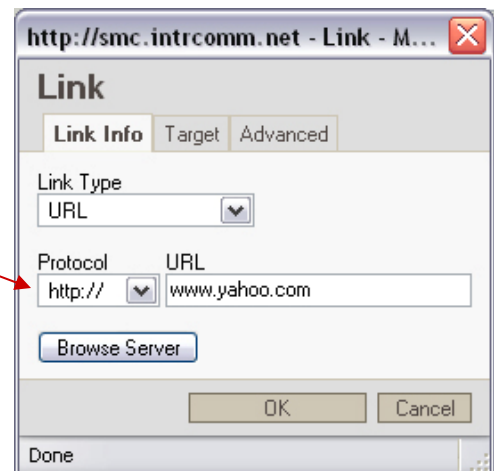 http://smc.intrcomm.net - Link - M...
Link
Link Info Target Advanced
Link Type
URL
Protocol URL
http:// www.yahoo.com
Browse Server
OK Cancel
Done